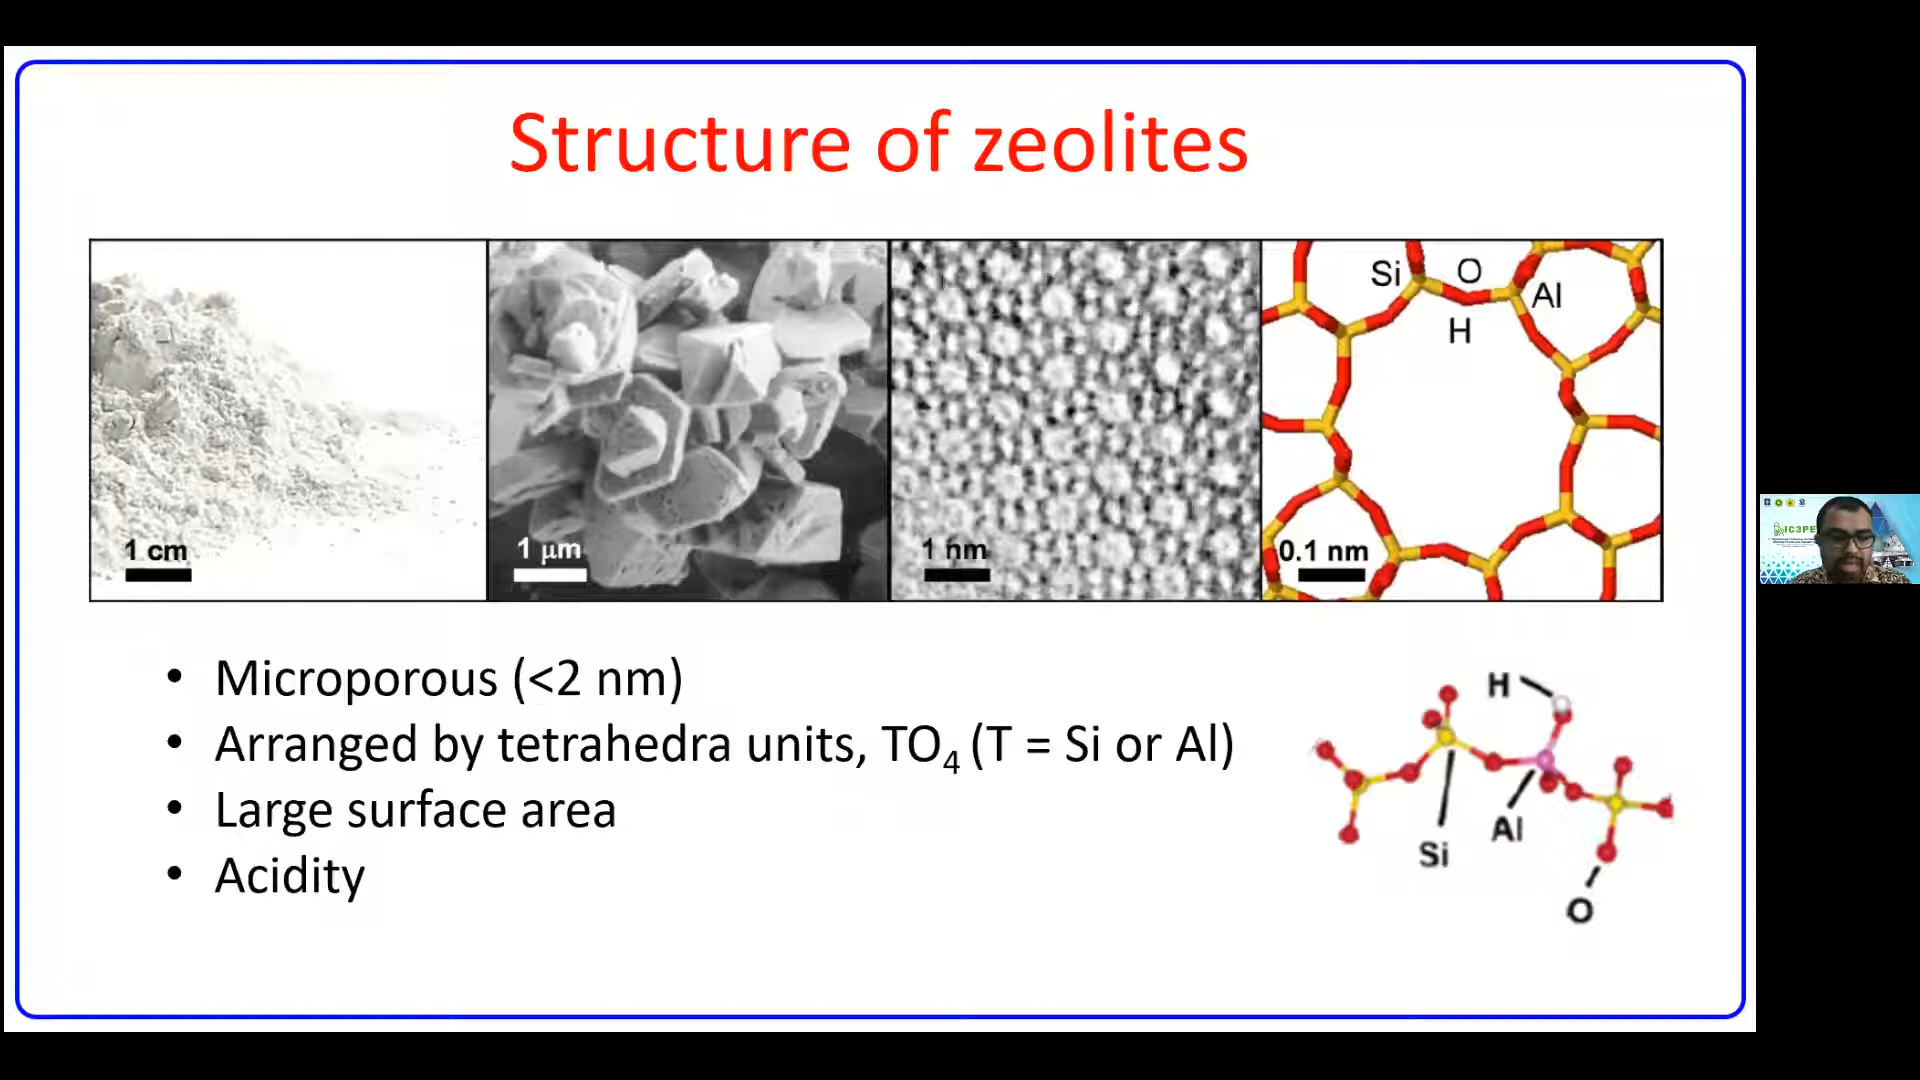 Structure of zeolites
1 cm
1 μm
1 nm
Si O Al
H
0.1 nm
• Microporous (<2 nm)
• Arranged by tetrahedra units, TO₄ (T = Si or Al)
• Large surface area
• Acidity
H
Si
Al
O
IC3PE